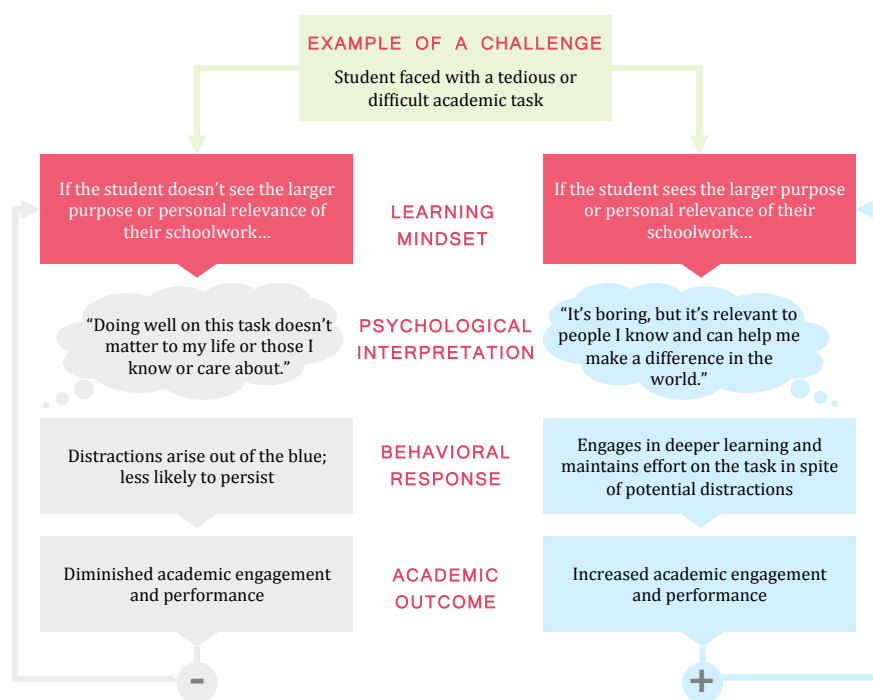 EXAMPLE OF A CHALLENGE
Student faced with a tedious or
difficult academic task
If the student doesn’t see the larger
purpose or personal relevance of
their schoolwork…
LEARNING
MINDSET
If the student sees the larger purpose
or personal relevance of their
schoolwork…
“Doing well on this task doesn’t
matter to my life or those I
know or care about.”
PSYCHOLOGICAL
INTERPRETATION
“It’s boring, but it’s relevant to
people I know and can help me
make a difference in the
world.”
Distractions arise out of the blue;
less likely to persist
BEHAVIORAL
RESPONSE
Engages in deeper learning and
maintains effort on the task in spite
of potential distractions
Diminished academic engagement
and performance
ACADEMIC
OUTCOME
Increased academic engagement
and performance
-
+